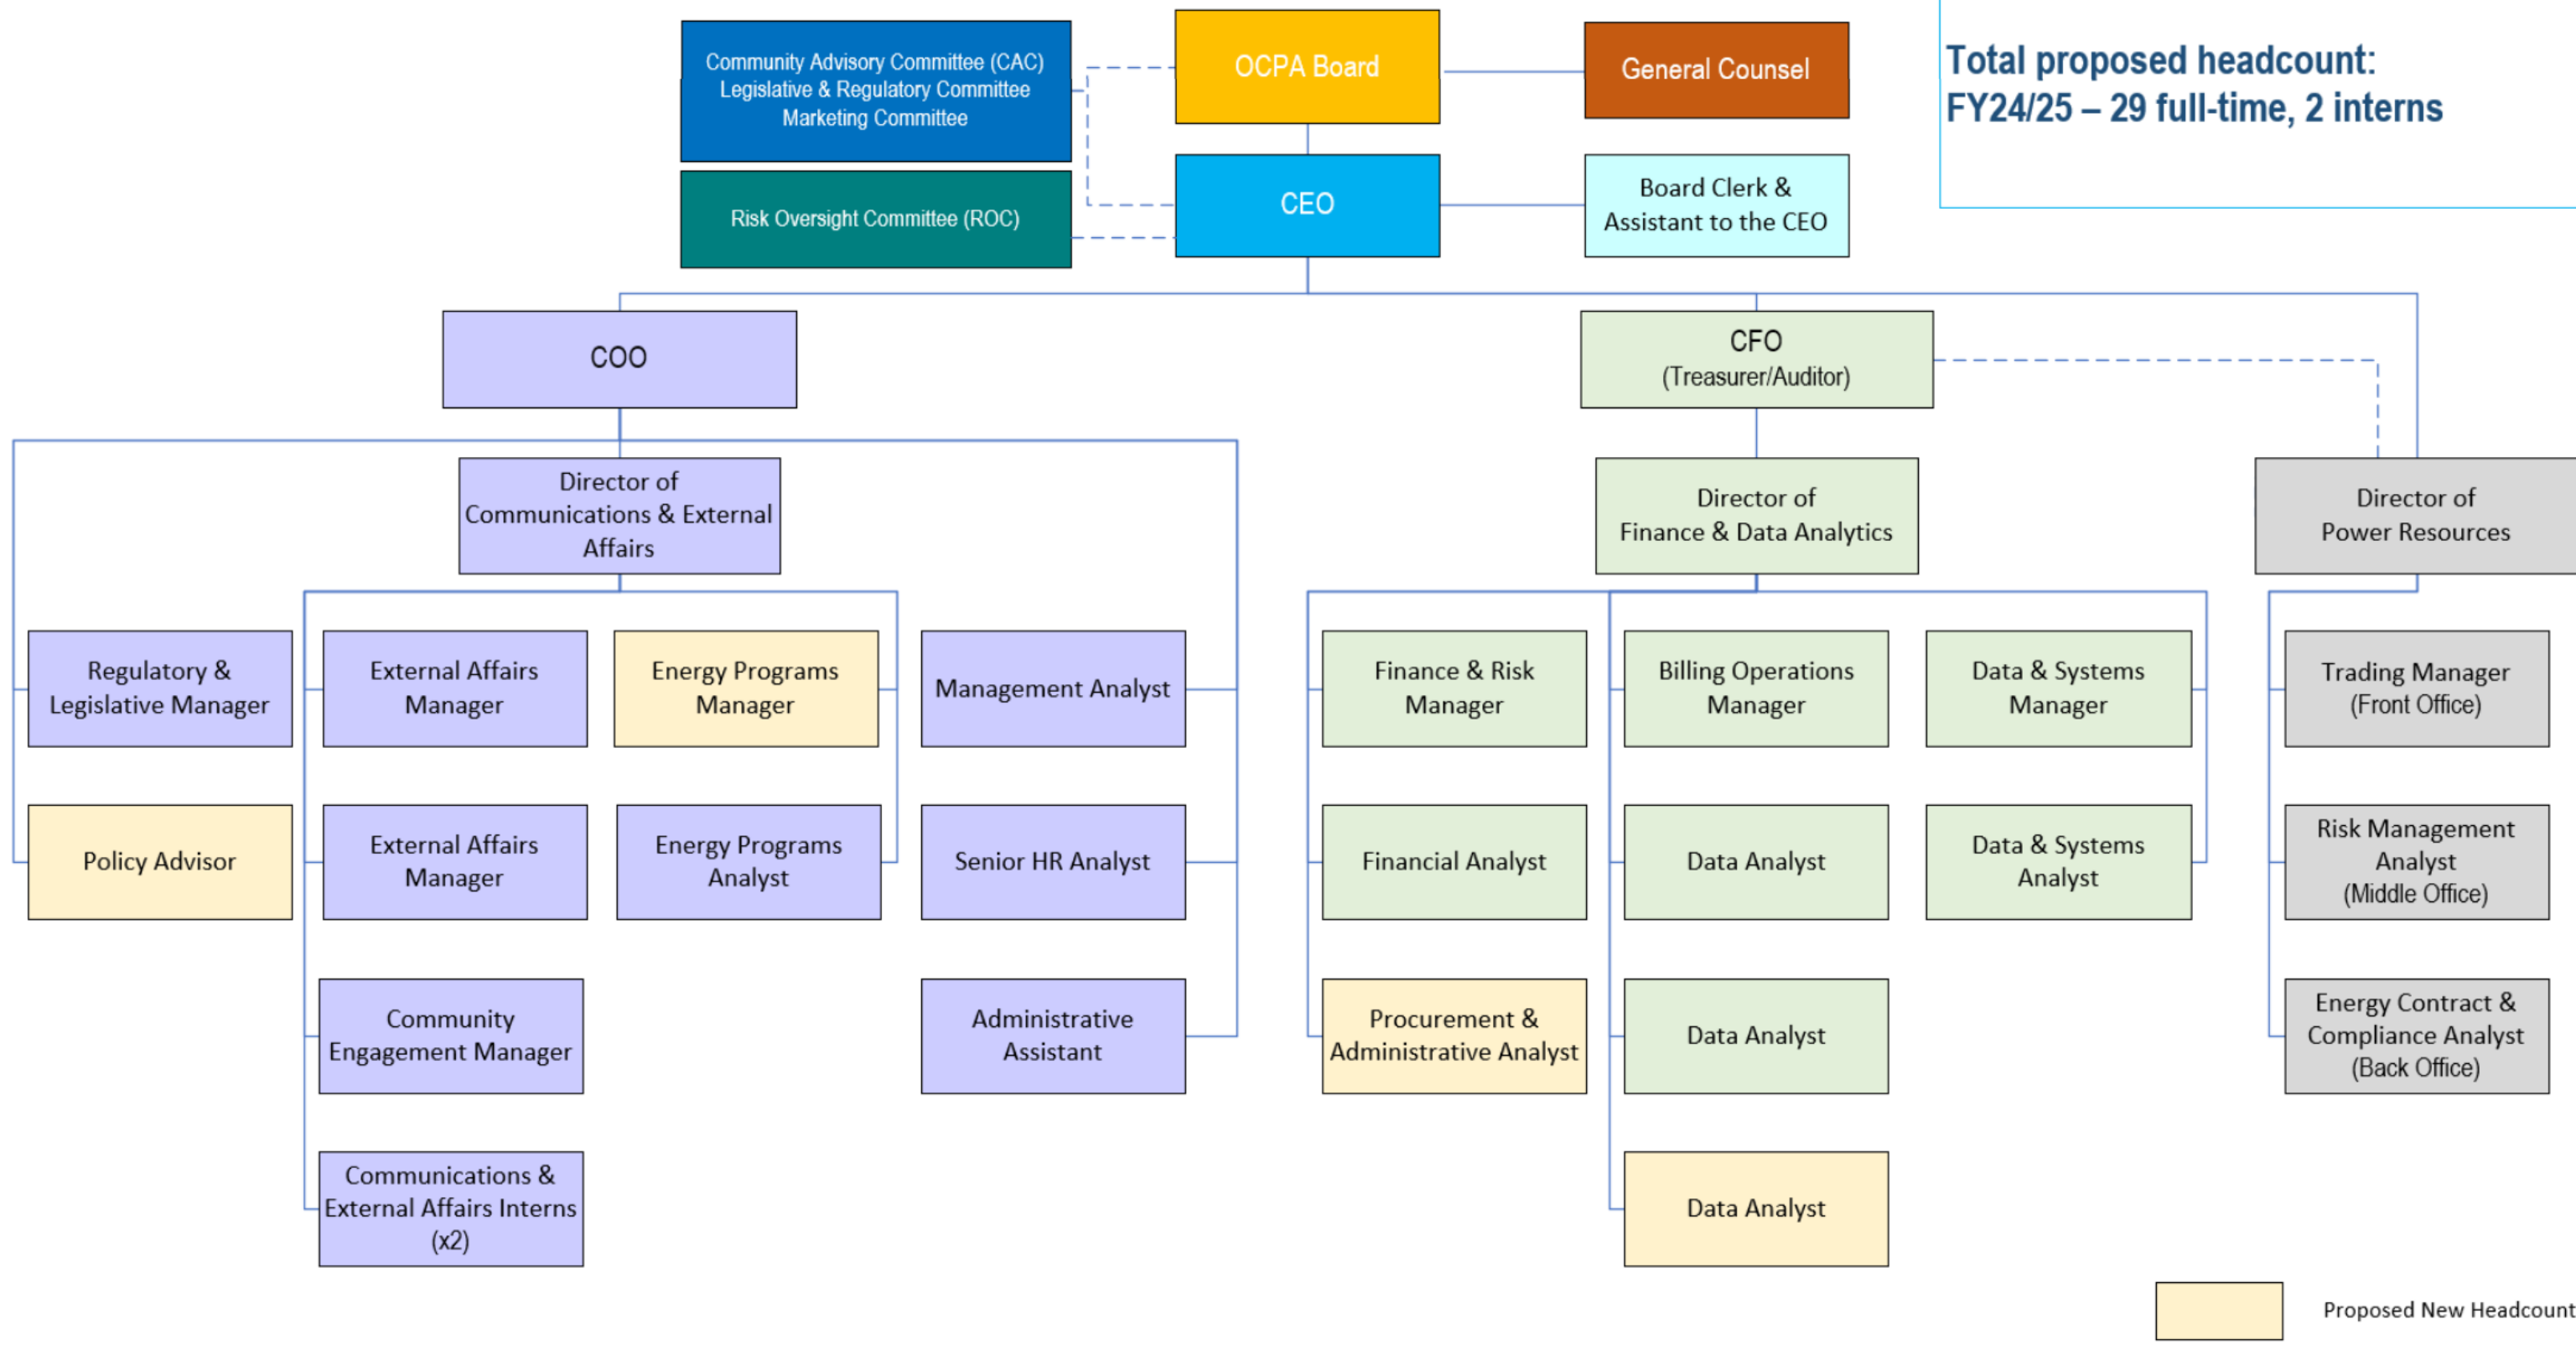 Community Advisory Committee (CAC)
Legislative & Regulatory Committee
Marketing Committee
OCPA Board
General Counsel
Total proposed headcount:
FY24/25 – 29 full-time, 2 interns
Risk Oversight Committee (ROC)
CEO
Board Clerk &
Assistant to the CEO
COO
CFO
(Treasurer/Auditor)
Director of
Communications & External
Affairs
Director of
Finance & Data Analytics
Director of
Power Resources
Regulatory &
Legislative Manager
External Affairs
Manager
Energy Programs
Manager
Management Analyst
Finance & Risk
Manager
Billing Operations
Manager
Data & Systems
Manager
Trading Manager
(Front Office)
Policy Advisor
External Affairs
Manager
Energy Programs
Analyst
Senior HR Analyst
Financial Analyst
Data Analyst
Data & Systems
Analyst
Risk Management
Analyst
(Middle Office)
Community
Engagement Manager
Administrative
Assistant
Procurement &
Administrative Analyst
Data Analyst
Energy Contract &
Compliance Analyst
(Back Office)
Communications &
External Affairs Interns
(x2)
Data Analyst
Proposed New Headcount